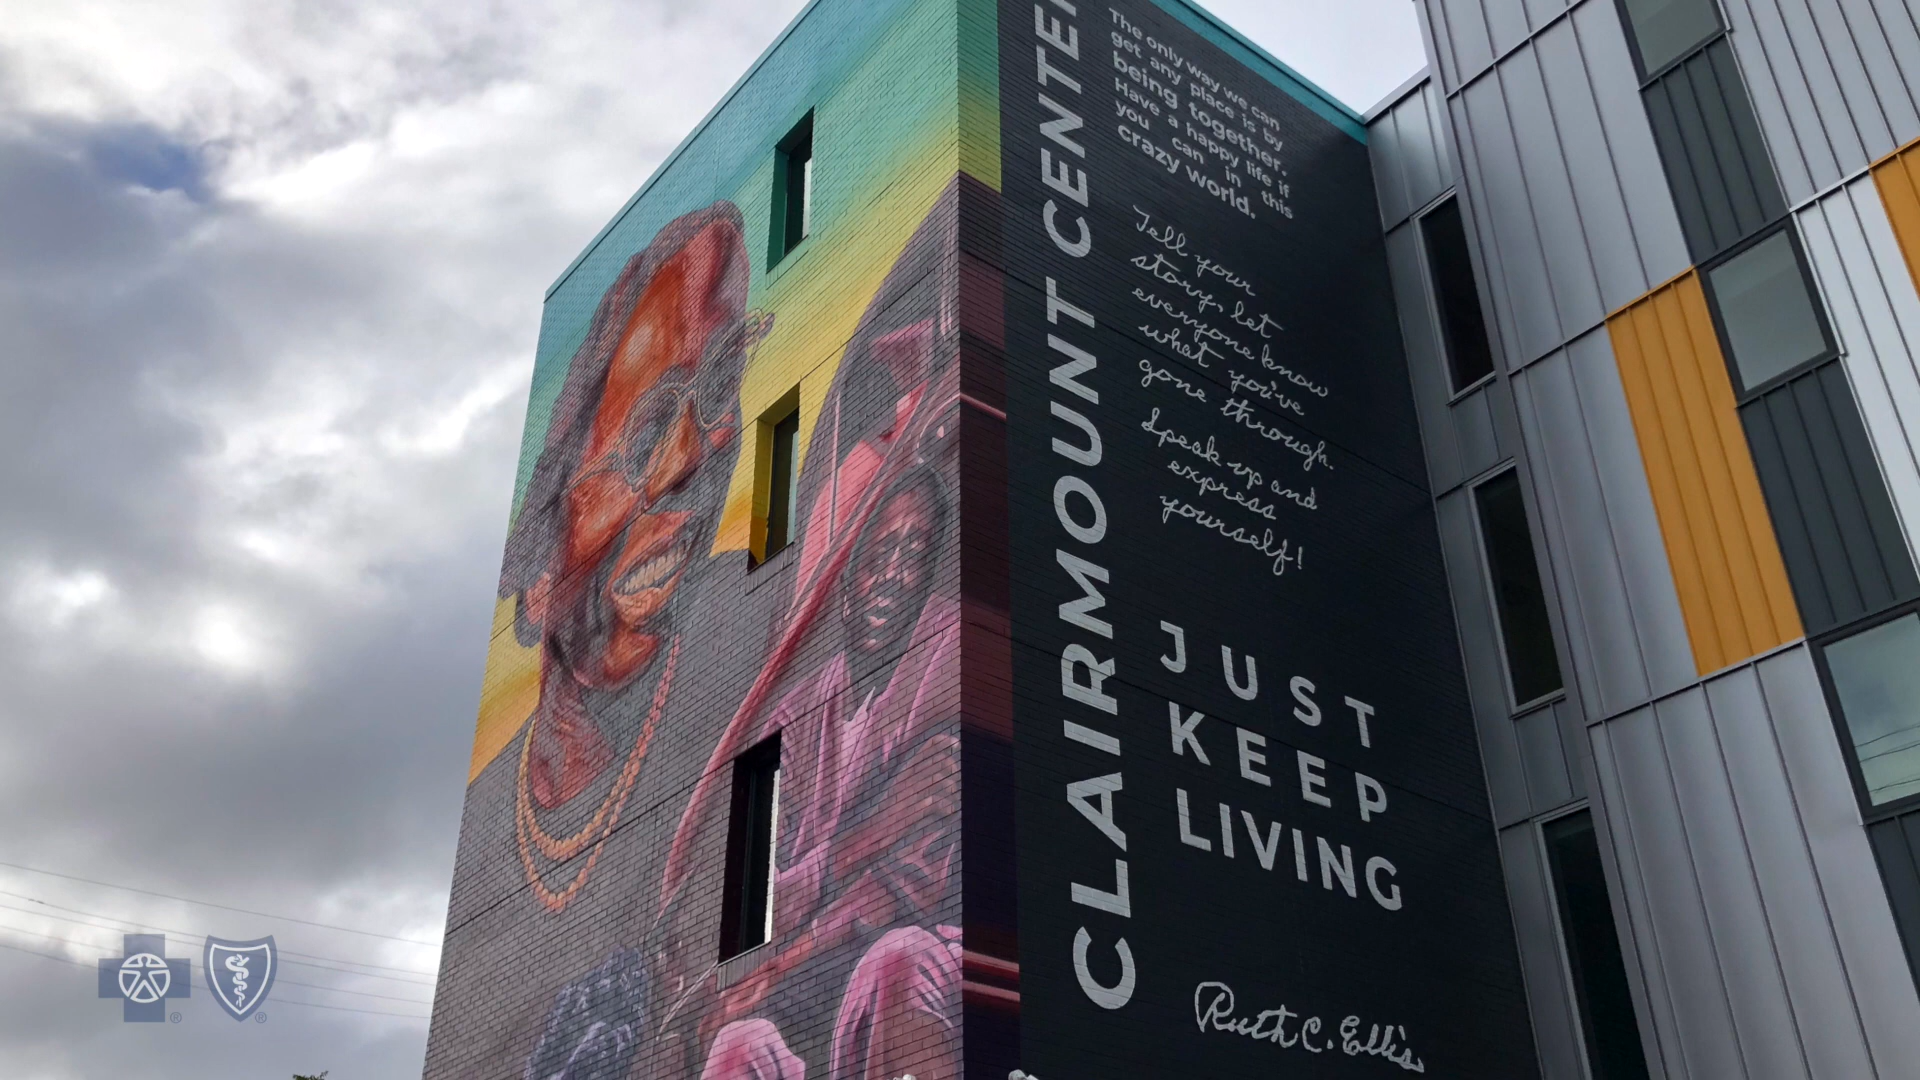 CLAIRMOUNT CENTE
The only way we can
get any place is by
being together.
Have a happy life if
you can in this
crazy world.
Tell your
story, let
everyone know
what you've
gone through.
Speak up and
express
yourself!
JUST
KEEP
LIVING
Ruth C. Ellis
® ®